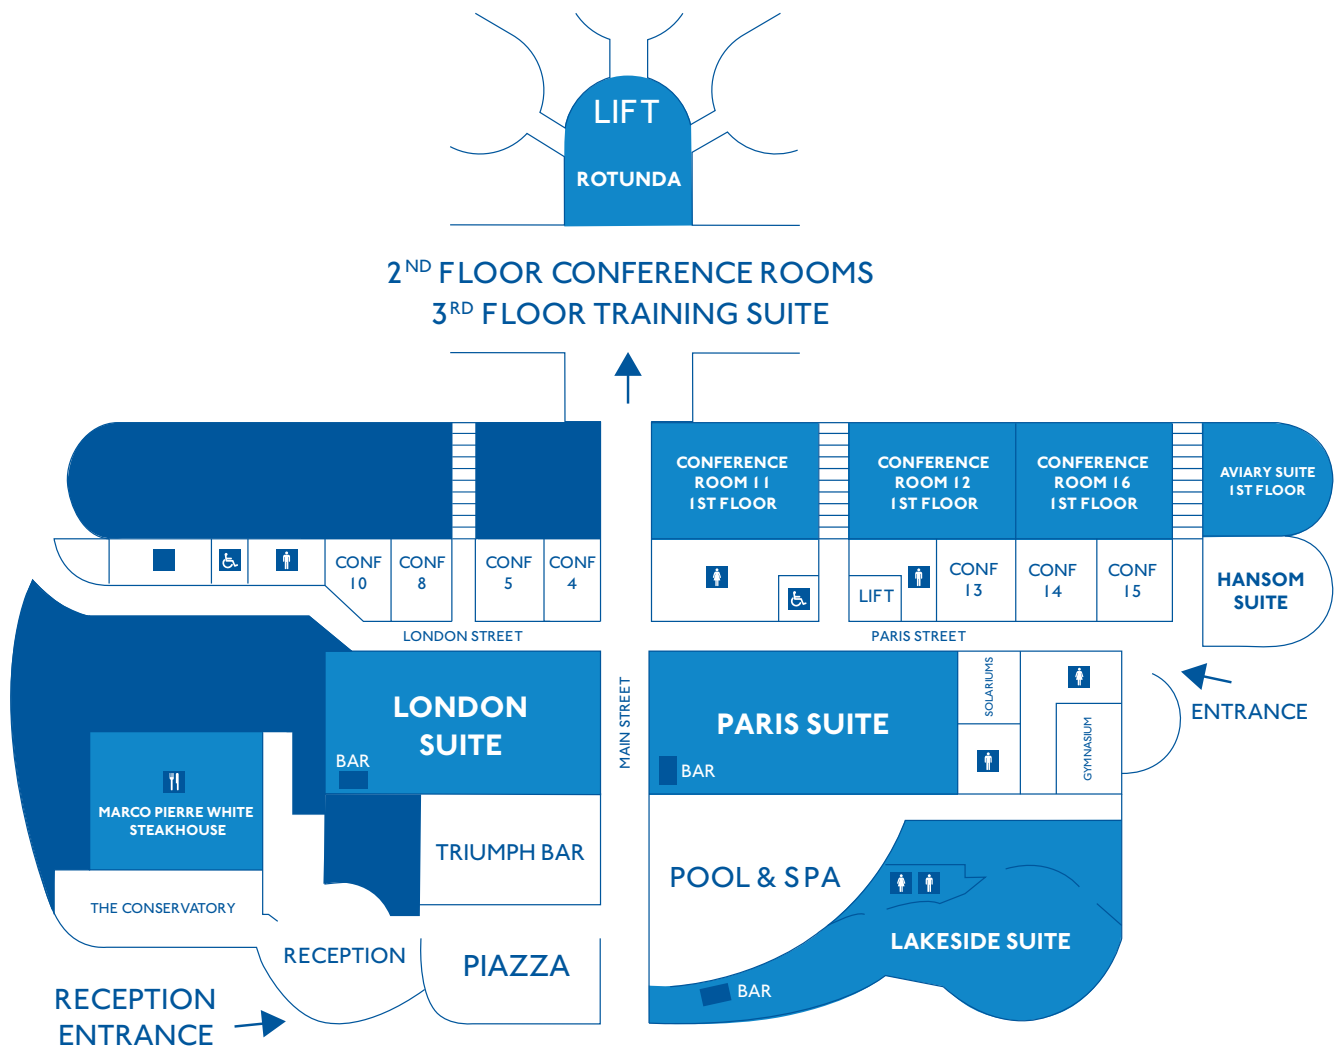 LIFT
ROTUNDA
2ND FLOOR CONFERENCE ROOMS
3RD FLOOR TRAINING SUITE
CONFERENCE
ROOM 11
1ST FLOOR
CONFERENCE
ROOM 12
1ST FLOOR
CONFERENCE
ROOM 16
1ST FLOOR
AVIARY SUITE
1ST FLOOR
CONF
10
CONF
8
CONF
5
CONF
4
LIFT
CONF
13
CONF
14
CONF
15
HANSOM
SUITE
LONDON STREET
PARIS STREET
LONDON
SUITE
BAR
MAIN STREET
PARIS SUITE
BAR
SOLARIUMS
GYMNASIUM
ENTRANCE
MARCO PIERRE WHITE
STEAKHOUSE
TRIUMPH BAR
POOL & SPA
THE CONSERVATORY
RECEPTION
PIAZZA
LAKESIDE SUITE
BAR
RECEPTION
ENTRANCE